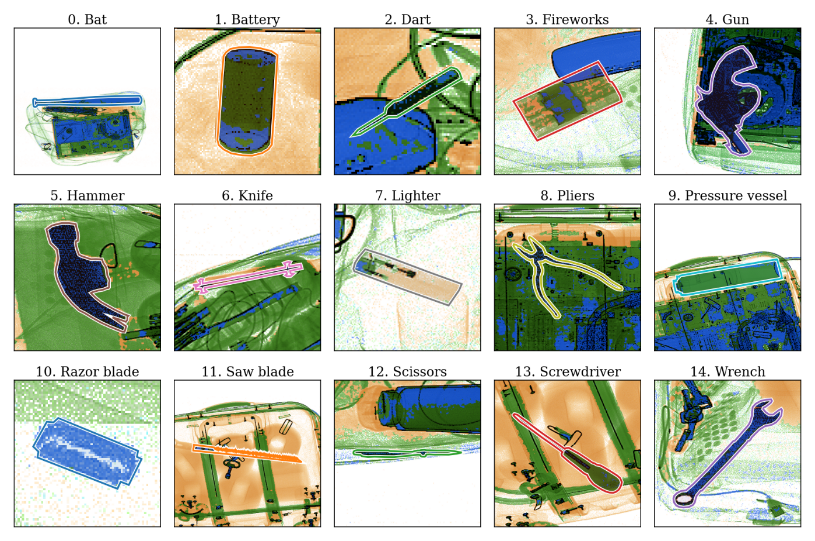 0. Bat
1. Battery
2. Dart
3. Fireworks
4. Gun
5. Hammer
6. Knife
7. Lighter
8. Pliers
9. Pressure vessel
10. Razor blade
11. Saw blade
12. Scissors
13. Screwdriver
14. Wrench